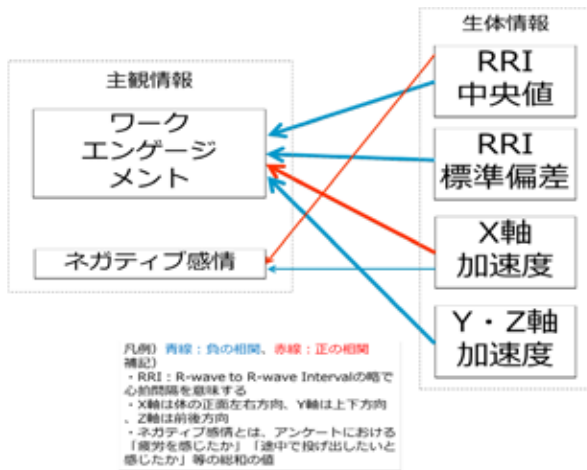 生体情報
主観情報
RRI
中央値
ワーク
エンゲージ
メント
RRI
標準偏差
ネガティブ感情
X軸
加速度
Y・Z軸
加速度
凡例）青線：負の相関、赤線：正の相関
補記）
・RRI：R-wave to R-wave Intervalの略で
心拍間隔を意味する
・X軸は体の正面左右方向、Y軸は上下方向
、Z軸は前後方向
・ネガティブ感情とは、アンケートにおける
「疲労を感じたか」「途中で投げ出したいと
感じたか」等の総和の値